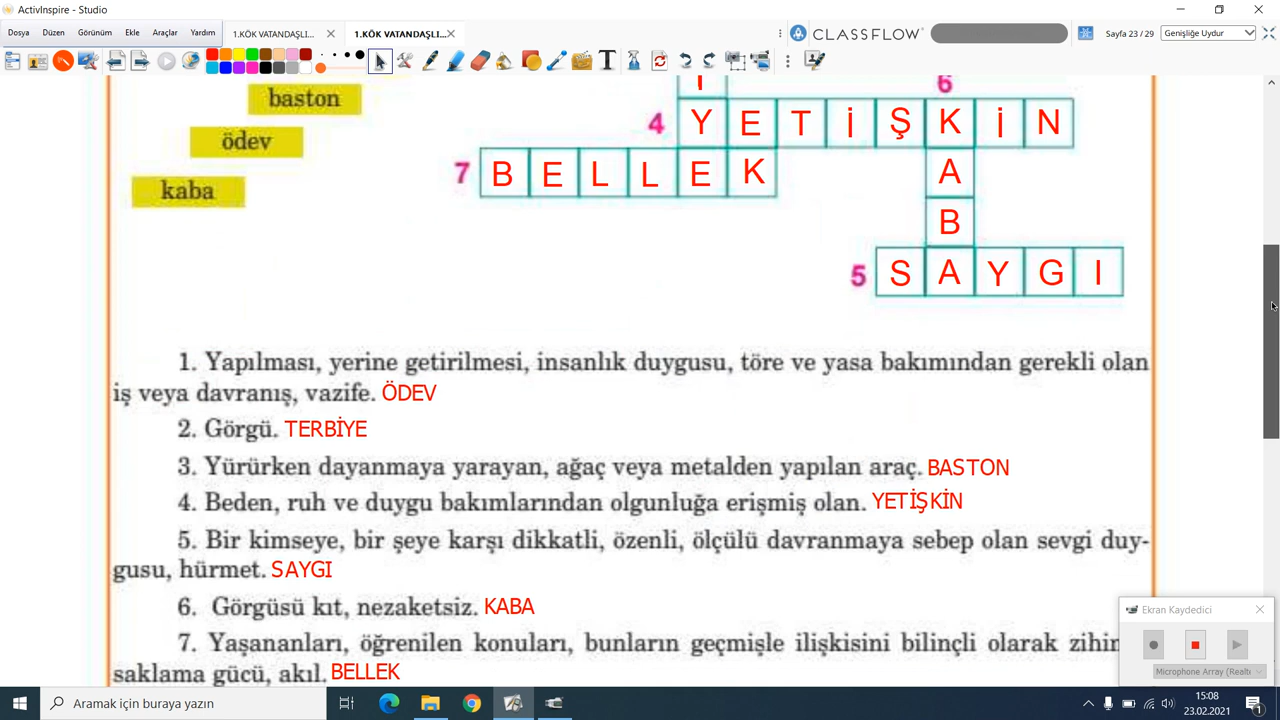 ActivInspire - Studio
Dosya Düzen Görünüm Ekle Araçlar Yardım
1.KÖK VATANDAŞLI...
1.KÖK VATANDAŞLI...
CLASSFLOW
Sayfa 23 / 29
Genişliğe Uydur
baston
ödev
kaba
6
4 YETİŞKİN
7 BELLEK
A
B
5 SAYGI
1. Yapılması, yerine getirilmesi, insanlık duygusu, töre ve yasa bakımından gerekli olan
iş veya davranış, vazife. ÖDEV
2. Görgü. TERBİYE
3. Yürürken dayanmaya yarayan, ağaç veya metalden yapılan araç. BASTON
4. Beden, ruh ve duygu bakımlarından olgunluğa erişmiş olan. YETİŞKİN
5. Bir kimseye, bir şeye karşı dikkatli, özenli, ölçülü davranmaya sebep olan sevgi duy-
gusu, hürmet. SAYGI
6. Görgüsü kıt, nezaketsiz. KABA
7. Yaşananları, öğrenilen konuları, bunların geçmişle ilişkisini bilinçli olarak zihin
saklama gücü, akıl. BELLEK
Ekran Kaydedici
Microphone Array (Realte
Aramak için buraya yazın
15:08
23.02.2021
1